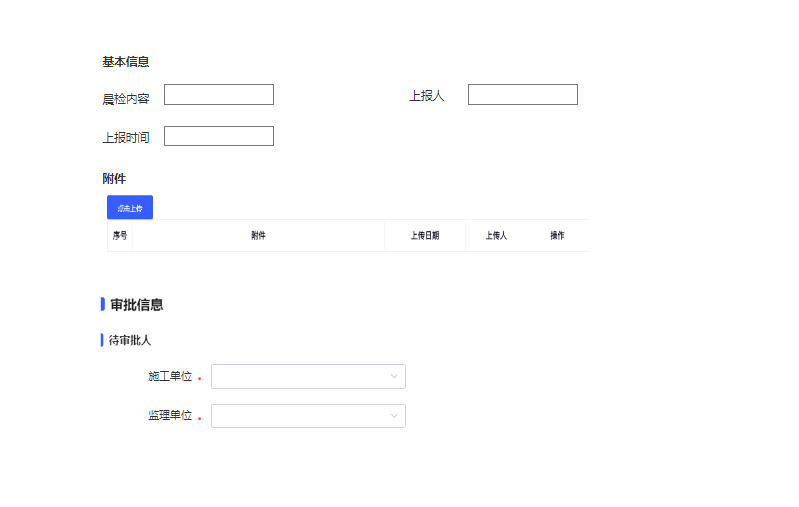 基本信息
晨检内容 上报人
上报时间
附件
点击上传
序号 附件 上传日期 上传人 操作
审批信息
待审批人
施工单位
监理单位